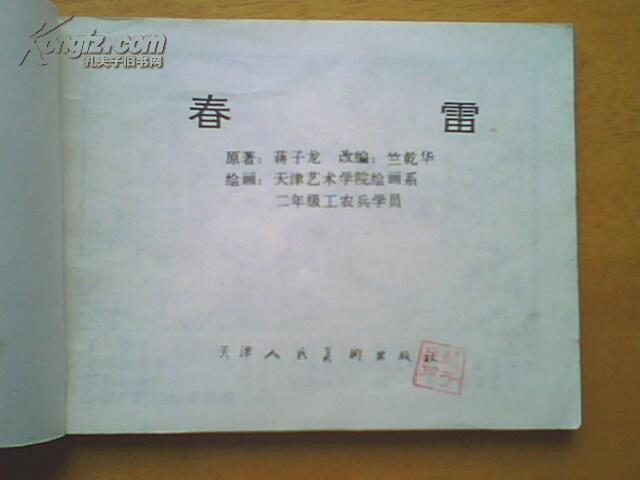 Kongfz.com
孔夫子旧书网
春 雷
原著：蒋子龙 改编：竺乾华
绘画：天津艺术学院绘画系
二年级工农兵学员
天津人民美術出版社